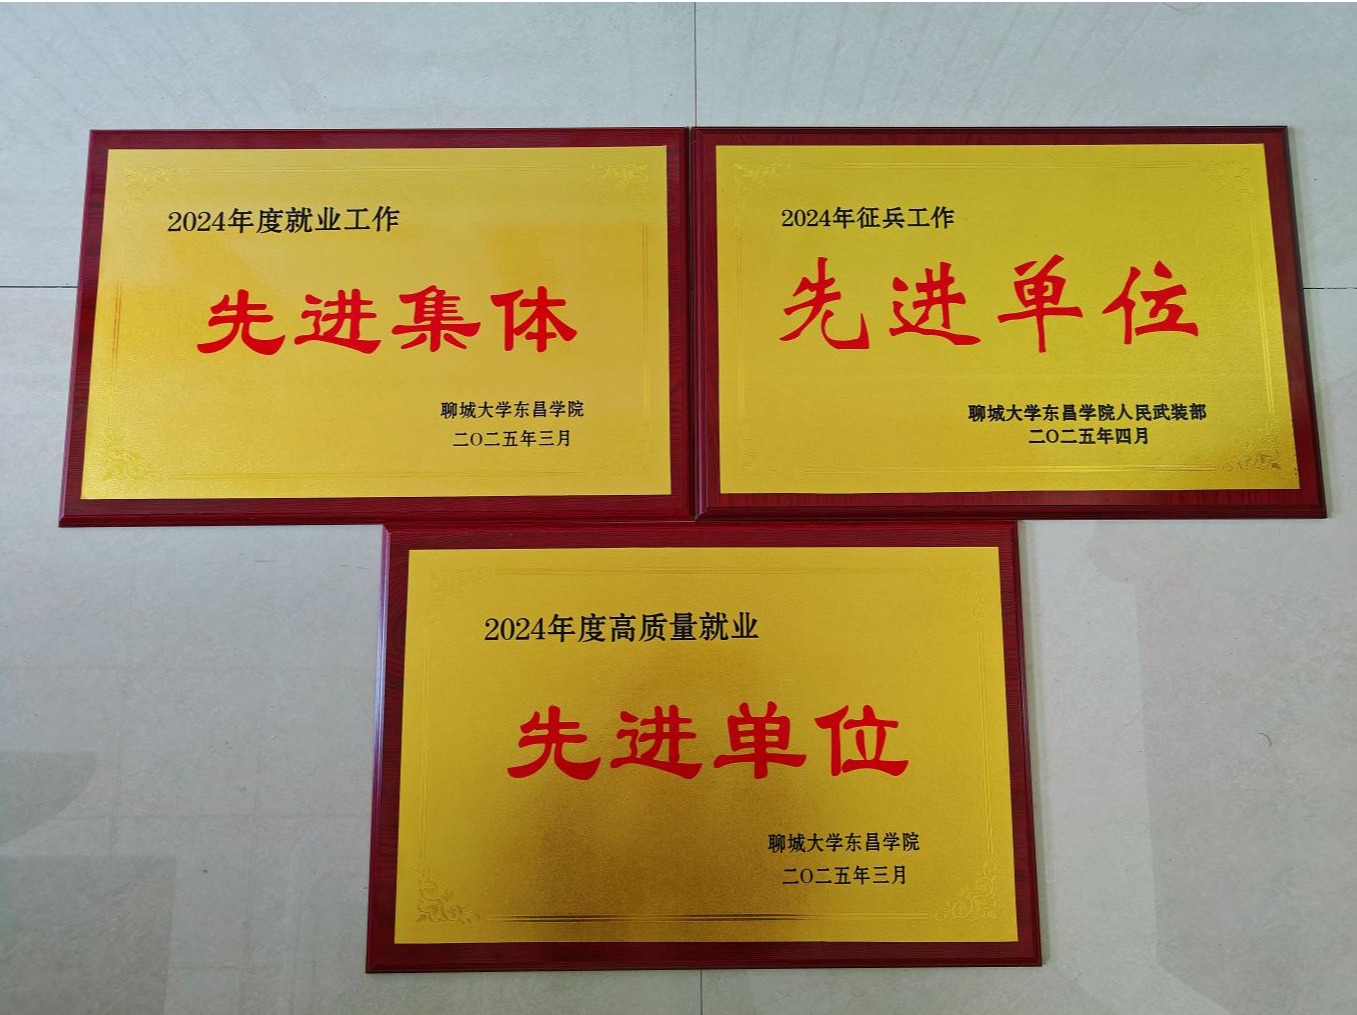 2024年度就业工作
先进集体
聊城大学东昌学院
二〇二五年三月
2024年征兵工作
先进单位
聊城大学东昌学院人民武装部
二〇二五年四月
2024年度高质量就业
先进单位
聊城大学东昌学院
二〇二五年三月